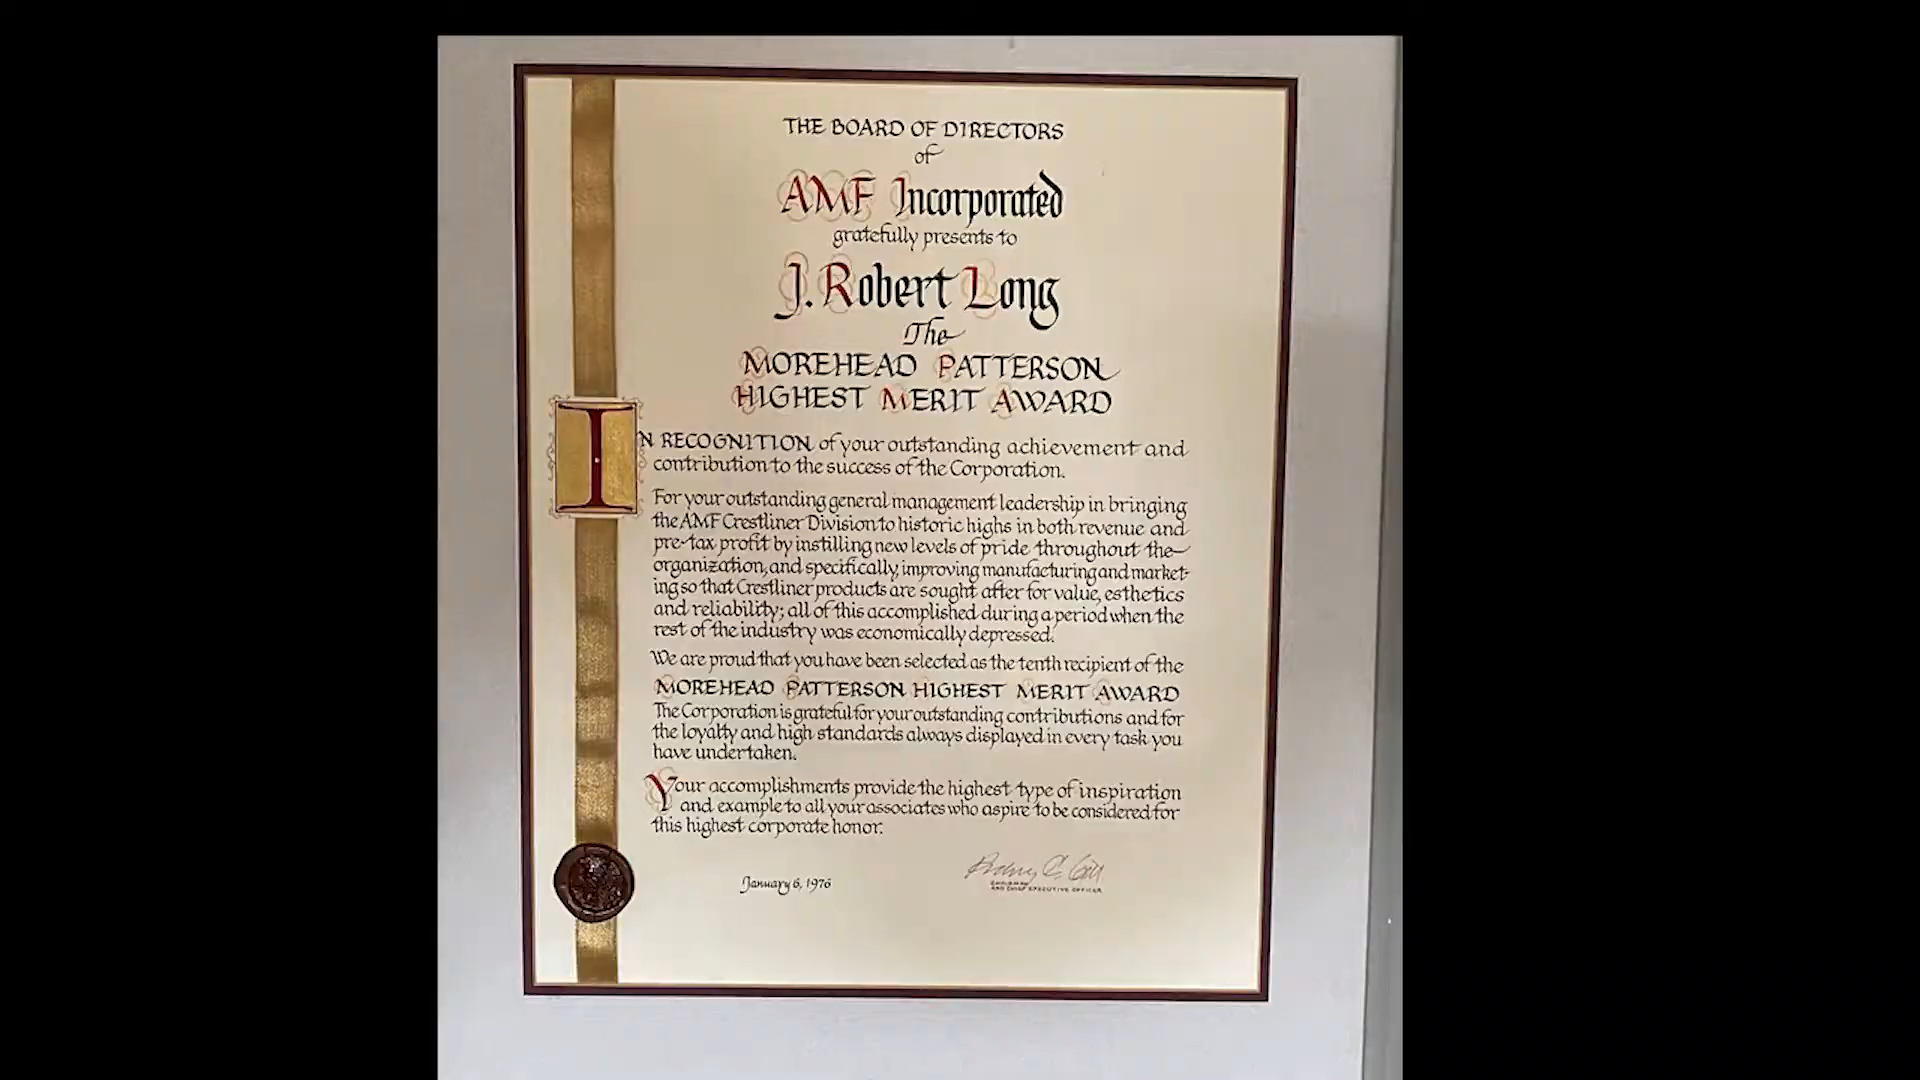 THE BOARD OF DIRECTORS
of
AMF Incorporated
gratefully presents to
J. Robert Long
The
MOREHEAD PATTERSON
HIGHEST MERIT AWARD
IN RECOGNITION of your outstanding achievement and
contribution to the success of the Corporation.
For your outstanding general management leadership in bringing
the AMF Crestliner Division to historic highs in both revenue and
pre-tax profit by instilling new levels of pride throughout the
organization, and specifically, improving manufacturing and market-
ing so that Crestliner products are sought after for value, esthetics
and reliability; all of this accomplished during a period when the
rest of the industry was economically depressed.
We are proud that you have been selected as the tenth recipient of the
MOREHEAD PATTERSON HIGHEST MERIT AWARD
The Corporation is grateful for your outstanding contributions and for
the loyalty and high standards always displayed in every task you
have undertaken.
Your accomplishments provide the highest type of inspiration
and example to all your associates who aspire to be considered for
this highest corporate honor.
January 6, 1976
CHAIRMAN
AND CHIEF EXECUTIVE OFFICER